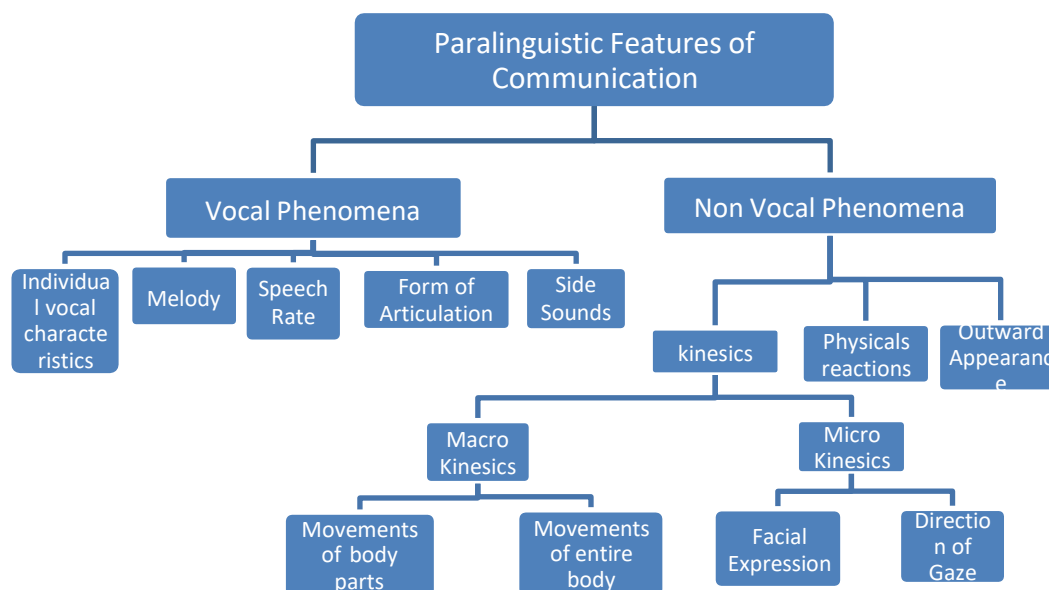 Paralinguistic Features of
Communication
Vocal Phenomena
Non Vocal Phenomena
Individua
l vocal
characte
ristics
Melody
Speech
Rate
Form of
Articulation
Side
Sounds
kinesics
Physicals
reactions
Outward
Appearanc
e
Macro
Kinesics
Micro
Kinesics
Movements
of body
parts
Movements
of entire
body
Facial
Expression
Directio
n of
Gaze